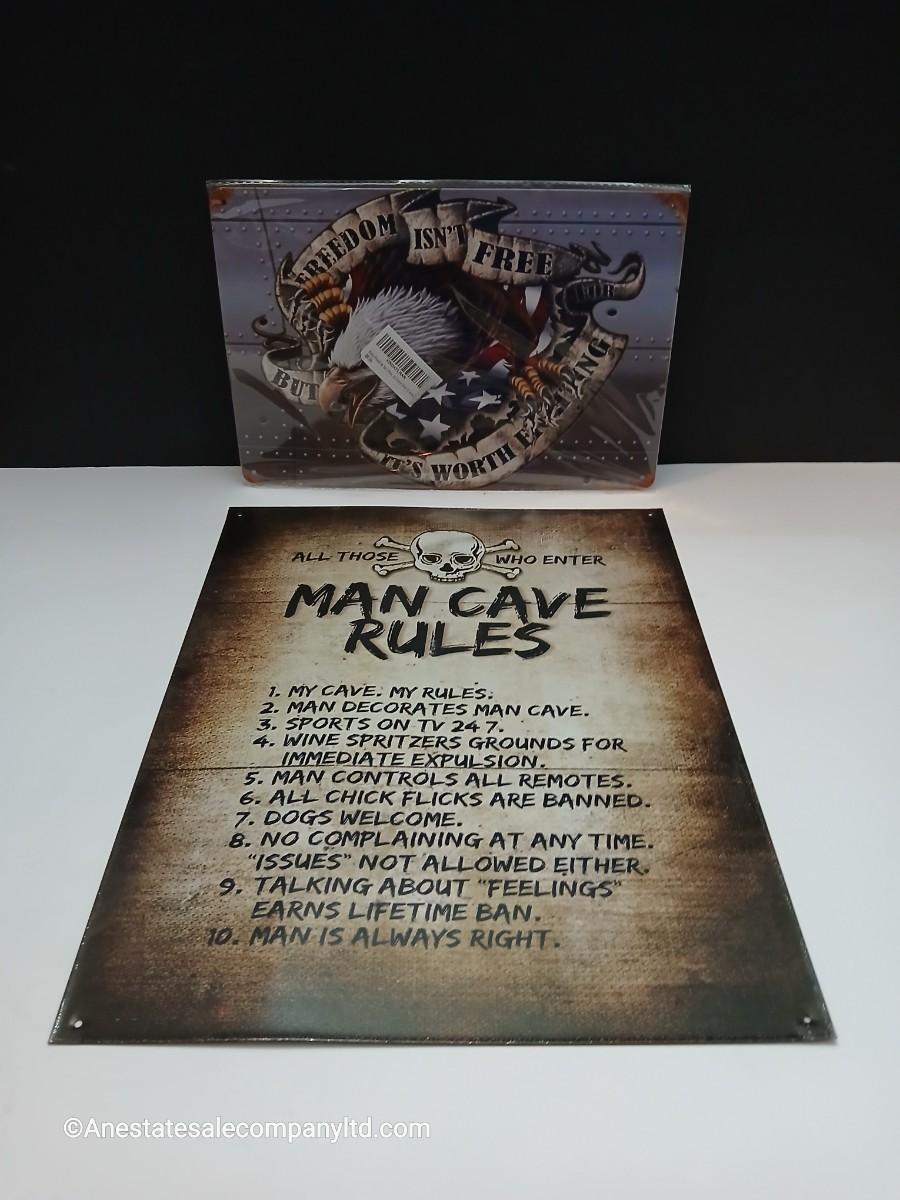 FREEDOM ISN'T FREE
BUT
IT'S WORTH
ALL THOSE WHO ENTER
MAN CAVE
RULES
1. MY CAVE. MY RULES.
2. MAN DECORATES MAN CAVE.
3. SPORTS ON TV 24 7.
4. WINE SPRITZERS GROUNDS FOR
IMMEDIATE EXPULSION.
5. MAN CONTROLS ALL REMOTES.
6. ALL CHICK FLICKS ARE BANNED.
7. DOGS WELCOME.
8. NO COMPLAINING AT ANY TIME.
"ISSUES" NOT ALLOWED EITHER.
9. TALKING ABOUT "FEELINGS"
EARNS LIFETIME BAN.
10. MAN IS ALWAYS RIGHT.
©Anestatesalecompanyltd.com